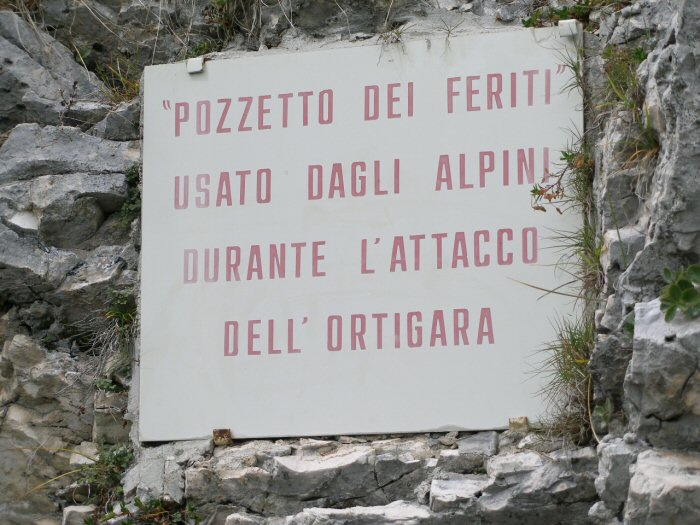 "POZZETTO DEI FERITI"
USATO DAGLI ALPINI
DURANTE L'ATTACCO
DELL'ORTIGARA